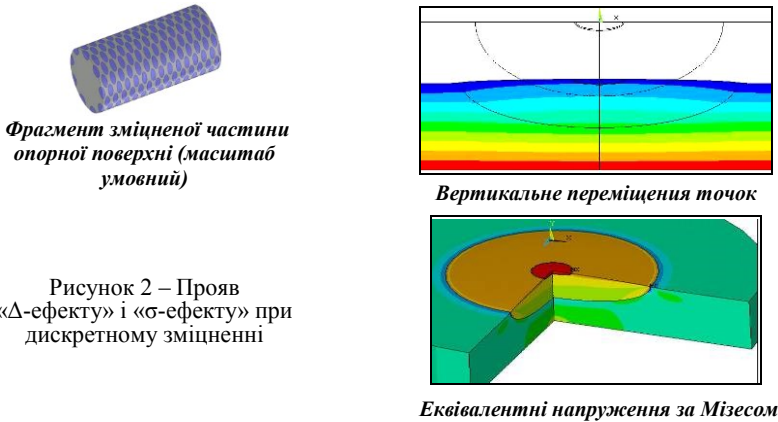 Фрагмент зміцненої частини
опорної поверхні (масштаб
умовний)
Вертикальне переміщення точок
Рисунок 2 – Прояв
«Δ-ефекту» і «σ-ефекту» при
дискретному зміцненні
Еквівалентні напруження за Мізесом